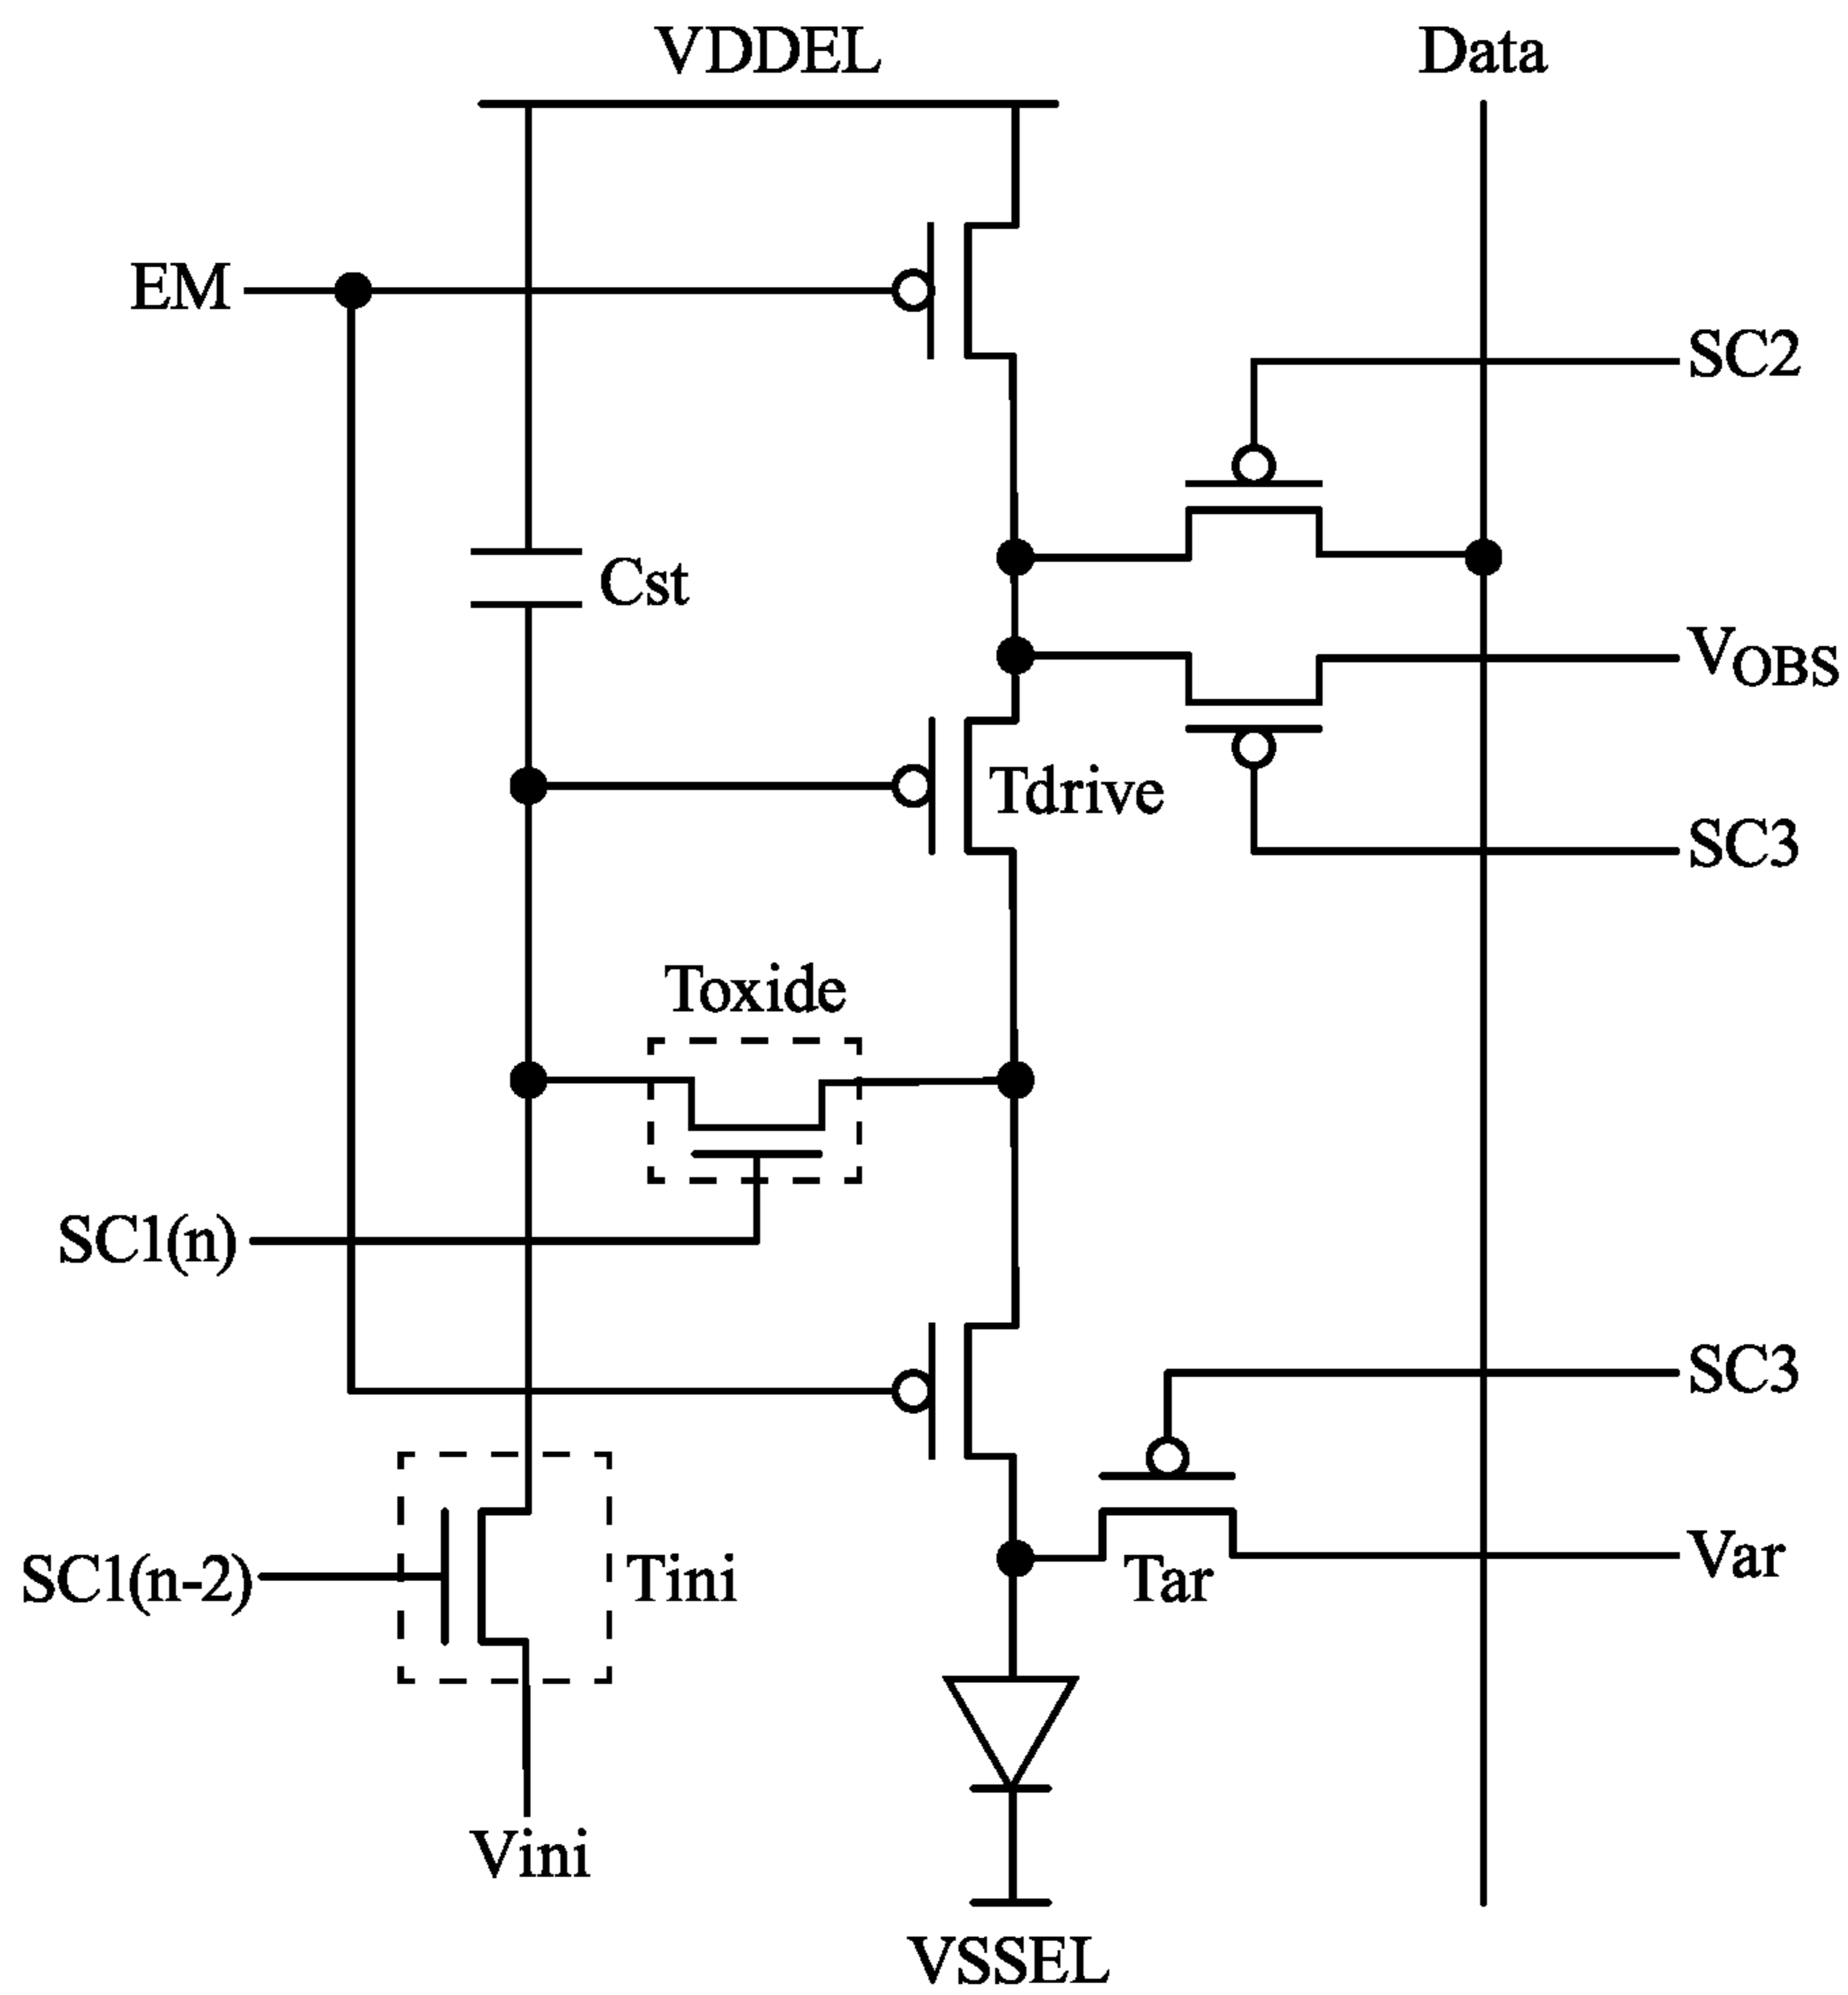 VDDEL
Data
EM
SC2
Cst
VOBS
Tdrive
SC3
Toxide
SC1(n)
SC3
SC1(n-2)
Tini
Tar
Var
Vini
VSSEL